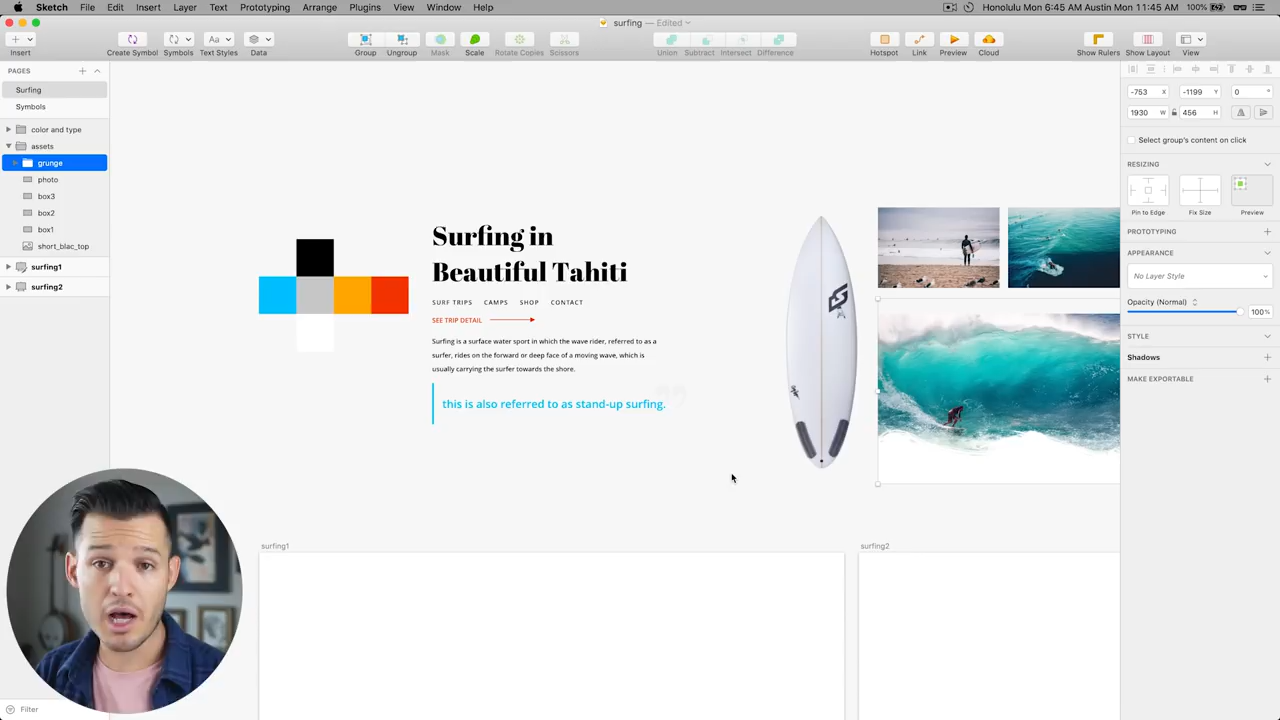 Sketch File Edit Insert Layer Text Prototyping Arrange Plugins View Window Help
Honolulu Mon 6:45 AM Austin Mon 11:45 AM 100%
surfing — Edited
Insert Create Symbol Symbols Text Styles Data Group Ungroup Mask Scale Rotate Copies Scissors Union Subtract Intersect Difference Hotspot Link Preview Cloud Show Rulers Show Layout View
PAGES
Surfing
Symbols
color and type
assets
grunge
photo
box3
box2
box1
short_blac_top
surfing1
surfing2
Filter
Surfing in
Beautiful Tahiti
SURF TRIPS CAMPS SHOP CONTACT
SEE TRIP DETAIL
Surfing is a surface water sport in which the wave rider, referred to as a
surfer, rides on the forward or deep face of a moving wave, which is
usually carrying the surfer towards the shore.
this is also referred to as stand-up surfing.
”
surfing1
surfing2
-753 X -1199 Y 0 °
1930 W 456 H
Select group's content on click
RESIZING
Pin to Edge Fix Size Preview
PROTOTYPING
APPEARANCE
No Layer Style
Opacity (Normal)
100%
STYLE
Shadows
MAKE EXPORTABLE